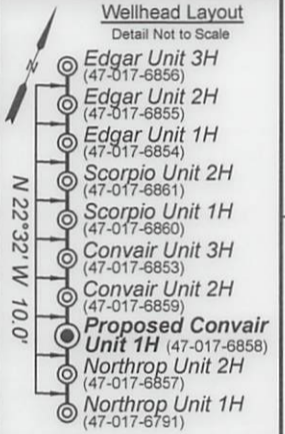 Wellhead Layout
Detail Not to Scale
N
Edgar Unit 3H
(47-017-6856)
Edgar Unit 2H
(47-017-6855)
Edgar Unit 1H
(47-017-6854)
Scorpio Unit 2H
(47-017-6861)
Scorpio Unit 1H
(47-017-6860)
Convair Unit 3H
(47-017-6853)
Convair Unit 2H
(47-017-6859)
Proposed Convair
Unit 1H (47-017-6858)
Northrop Unit 2H
(47-017-6857)
Northrop Unit 1H
(47-017-6791)
N 22°32' W 10.0'